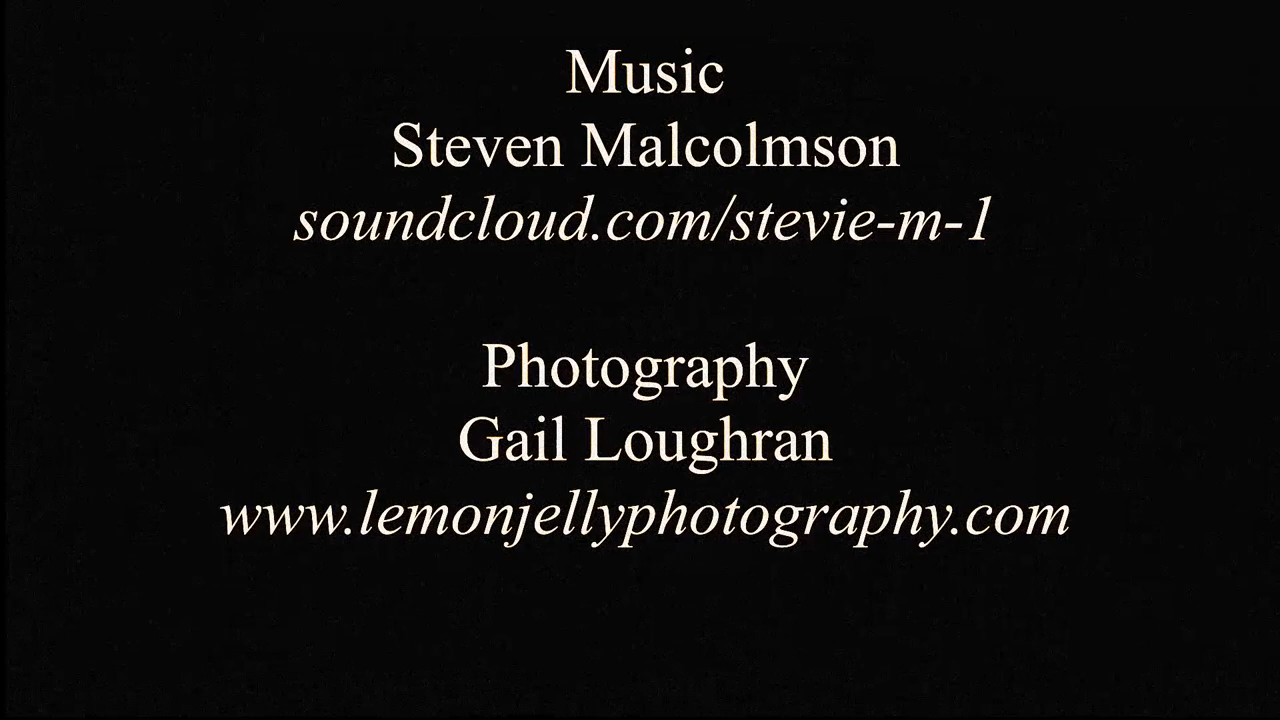 Music
Steven Malcolmson
soundcloud.com/stevie-m-1
Photography
Gail Loughran
www.lemonjellyphotography.com